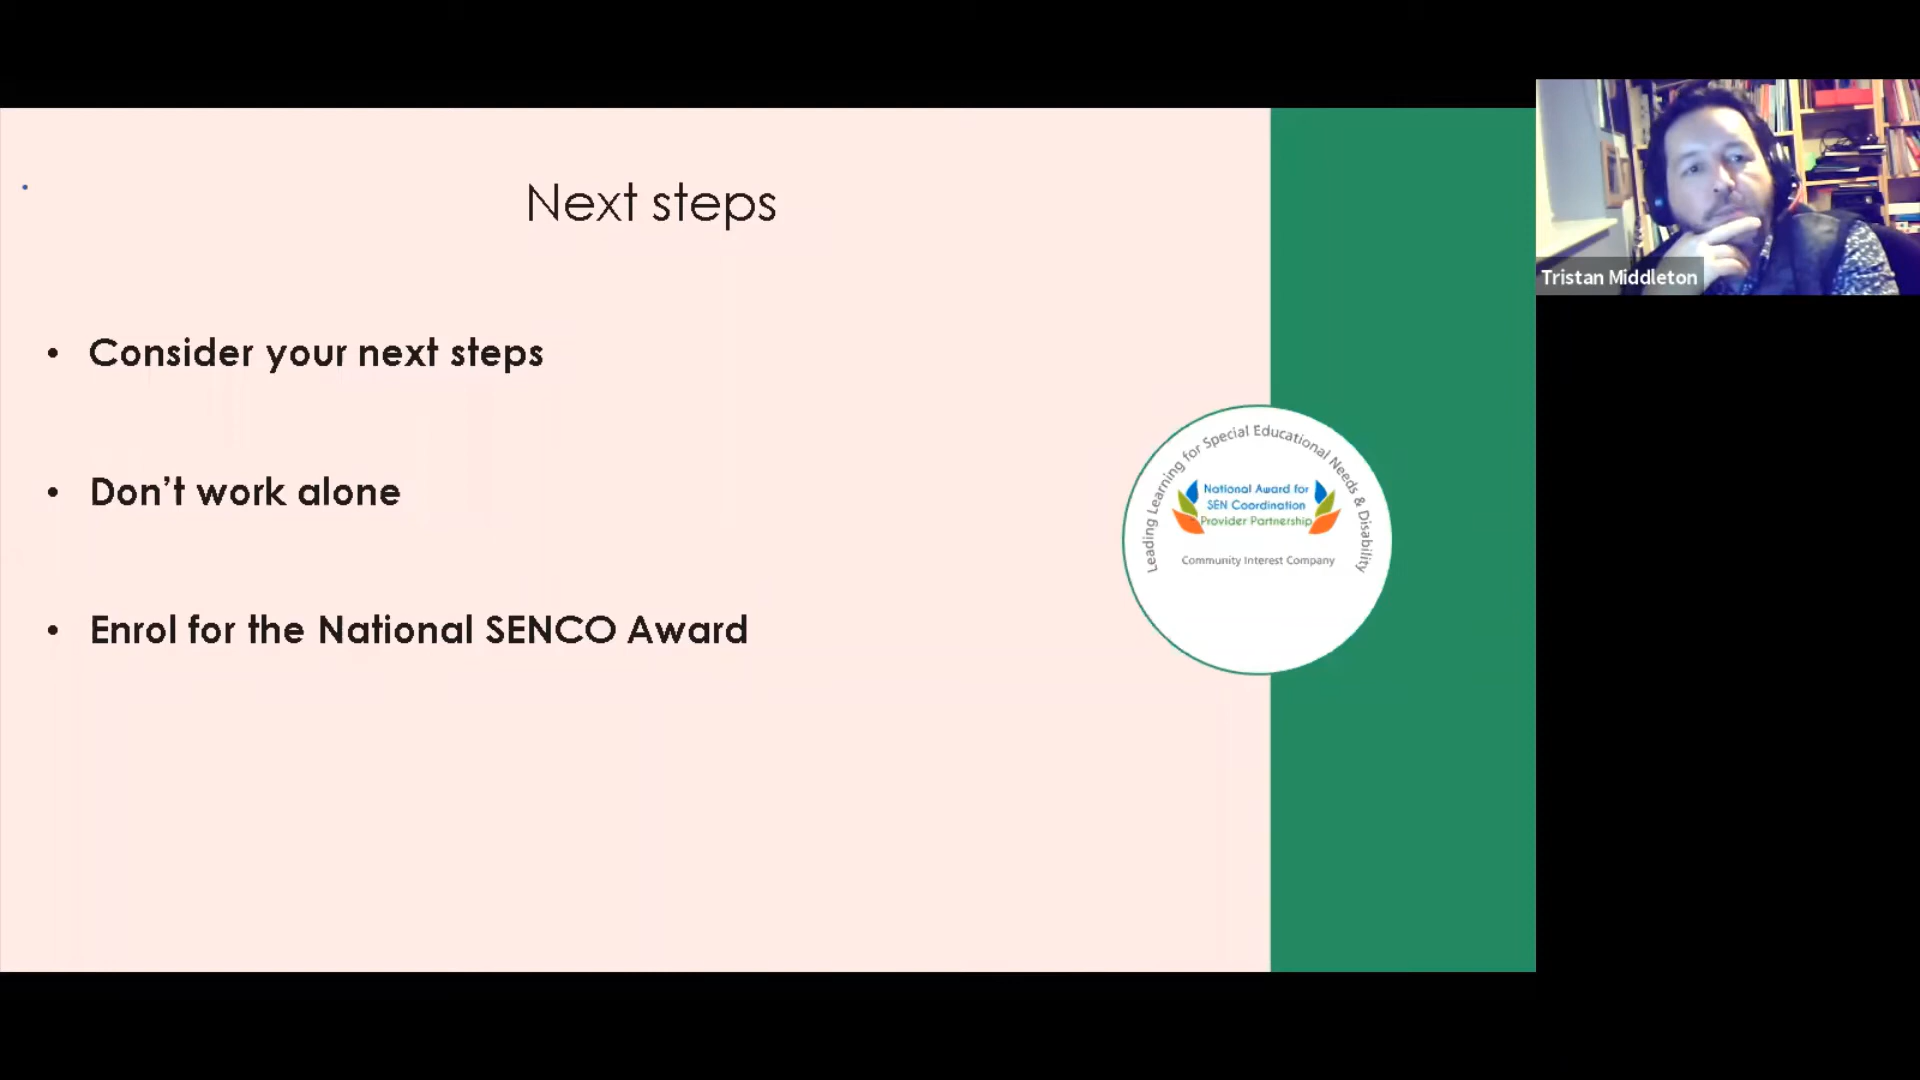 Next steps
• Consider your next steps
• Don’t work alone
• Enrol for the National SENCO Award
Leading Learning for Special Educational Needs & Disability
National Award for
SEN Coordination
Provider Partnership
Community Interest Company
Tristan Middleton